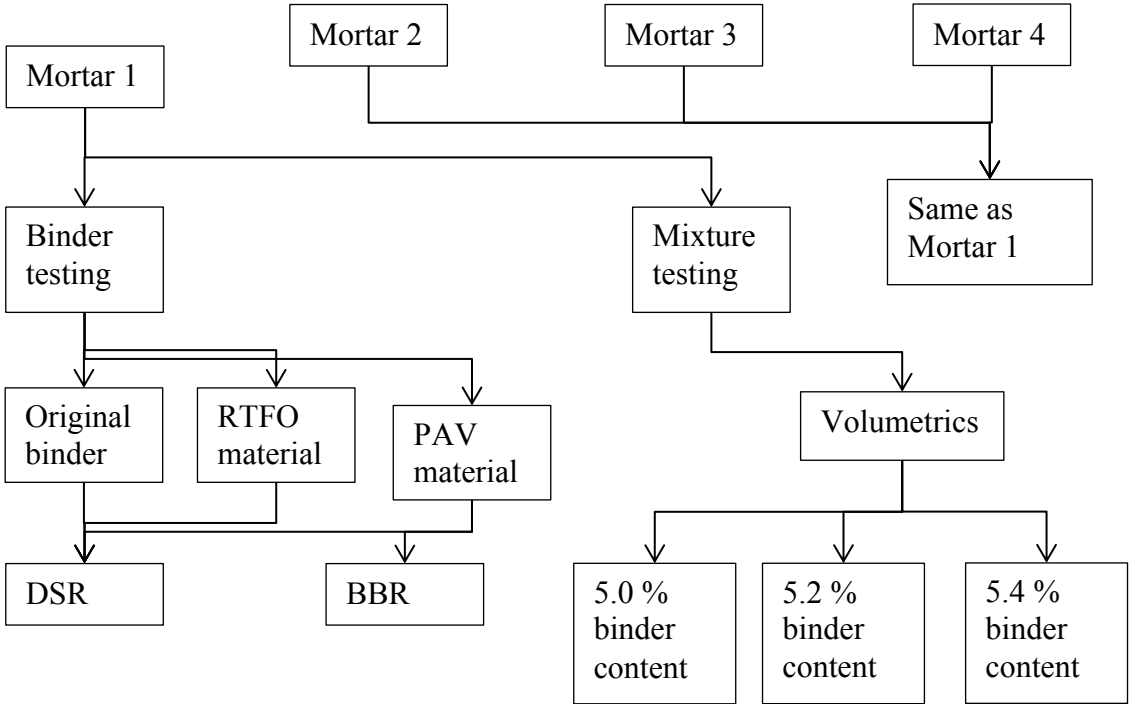 Mortar 2
Mortar 3
Mortar 4
Mortar 1
Same as
Mortar 1
Binder
testing
Mixture
testing
Original
binder
RTFO
material
PAV
material
Volumetrics
DSR
BBR
5.0 %
binder
content
5.2 %
binder
content
5.4 %
binder
content